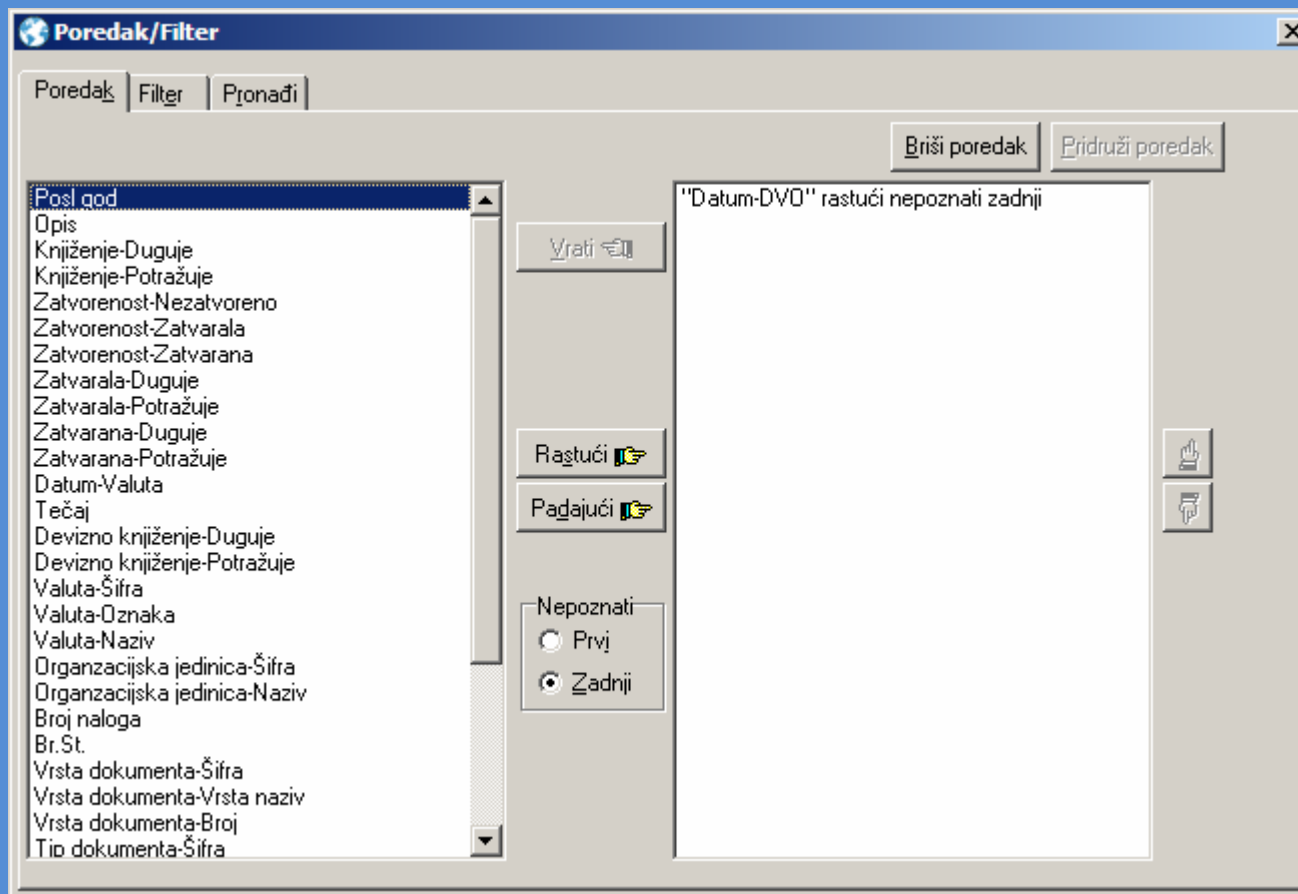 Poredak/Filter
Poredak
Filter
Pronađi
Briši poredak
Pridruži poredak
Posl god
Opis
Knjiženje-Duguje
Knjiženje-Potražuje
Zatvorenost-Nezatvoreno
Zatvorenost-Zatvarala
Zatvorenost-Zatvarana
Zatvarala-Duguje
Zatvarala-Potražuje
Zatvarana-Duguje
Zatvarana-Potražuje
Datum-Valuta
Tečaj
Devizno knjiženje-Duguje
Devizno knjiženje-Potražuje
Valuta-Šifra
Valuta-Oznaka
Valuta-Naziv
Organzacijska jedinica-Šifra
Organzacijska jedinica-Naziv
Broj naloga
Br.St.
Vrsta dokumenta-Šifra
Vrsta dokumenta-Vrsta naziv
Vrsta dokumenta-Broj
Tip dokumenta-Šifra
Vrati
Rastući
Padajući
Nepoznati
Prvi
Zadnji
"Datum-DVO" rastući nepoznati zadnji